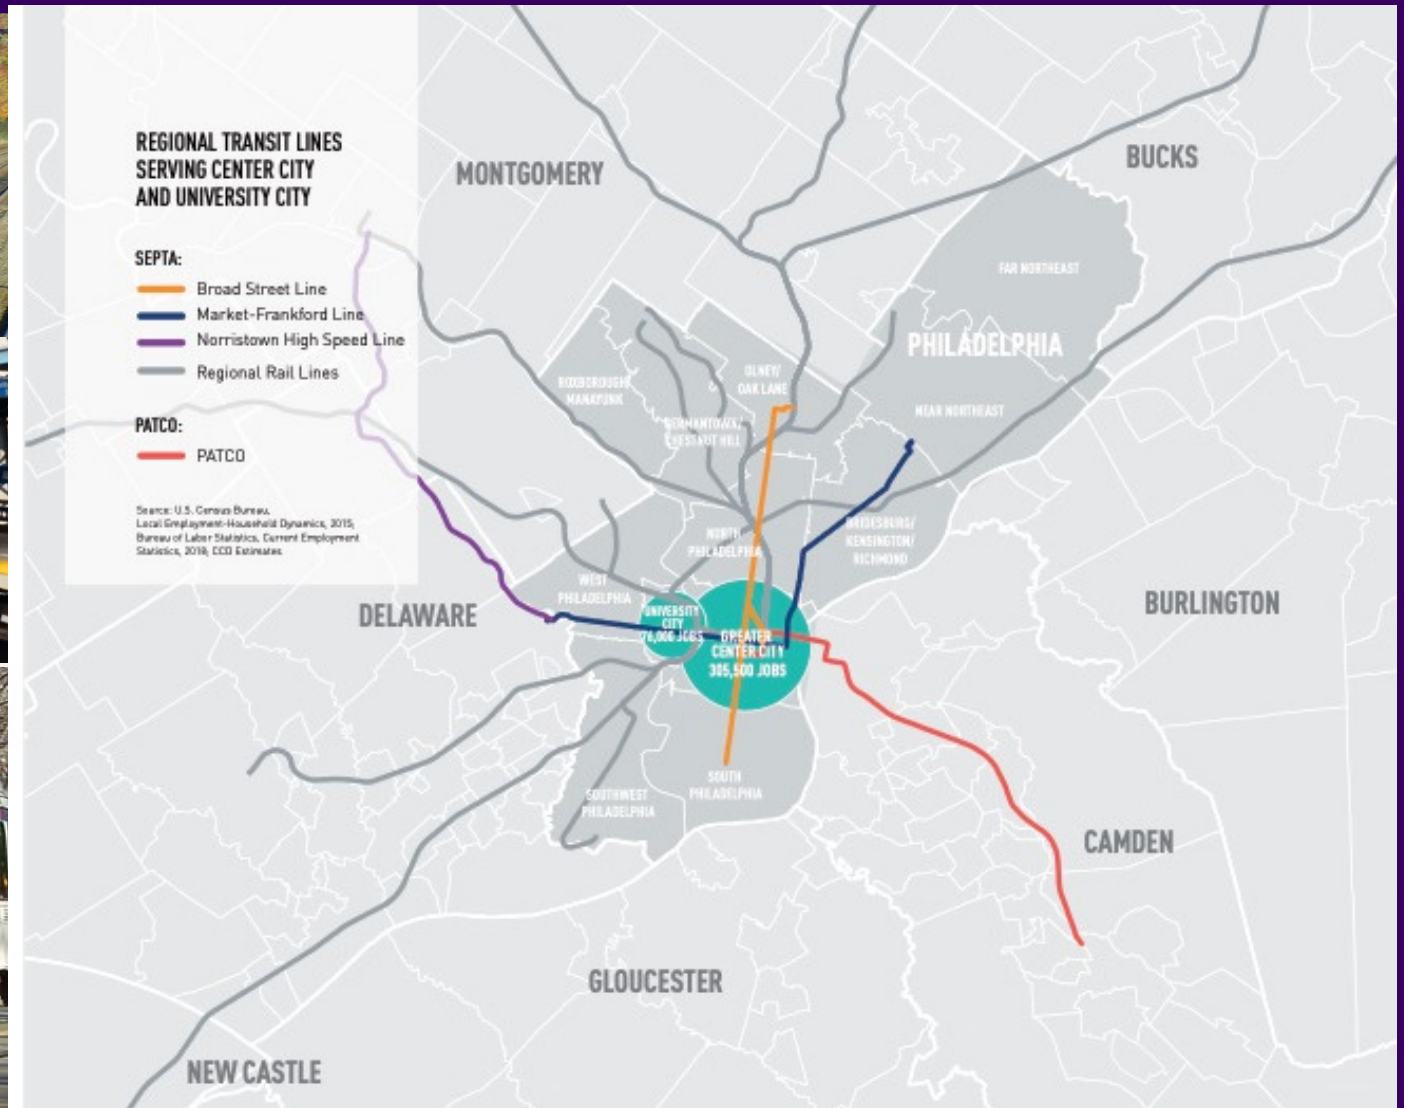 REGIONAL TRANSIT LINES
SERVING CENTER CITY
AND UNIVERSITY CITY
SEPTA:
Broad Street Line
Market-Frankford Line
Norristown High Speed Line
Regional Rail Lines
PATCO:
PATCO
Source: U.S. Census Bureau,
Local Employment-Household Dynamics, 2015;
Bureau of Labor Statistics, Current Employment
Statistics, 2018; CCD Estimates
MONTGOMERY
BUCKS
FAR NORTHEAST
PHILADELPHIA
OLNEY/
OAK LANE
ROXBOROUGH/
MANAYUNK
NEAR NORTHEAST
GERMANTOWN/
CHESTNUT HILL
NORTH
PHILADELPHIA
BRIDESBURG/
KENSINGTON/
RICHMOND
WEST
PHILADELPHIA
DELAWARE
BURLINGTON
UNIVERSITY
CITY
76,000 JOBS
GREATER
CENTER CITY
305,500 JOBS
SOUTH
PHILADELPHIA
SOUTHWEST
PHILADELPHIA
CAMDEN
GLOUCESTER
NEW CASTLE